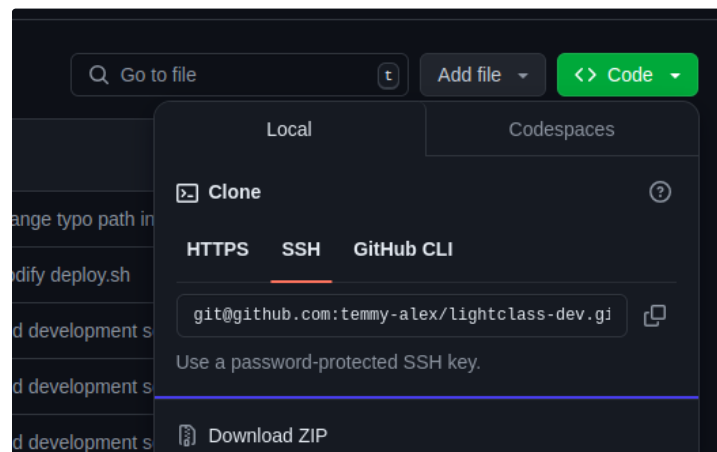 Go to file t Add file <> Code
Local Codespaces
Clone
ange typo path in
HTTPS SSH GitHub CLI
dify deploy.sh
git@github.com:temmy-alex/lightclass-dev.gi
d development s
Use a password-protected SSH key.
d development s
Download ZIP
d development s